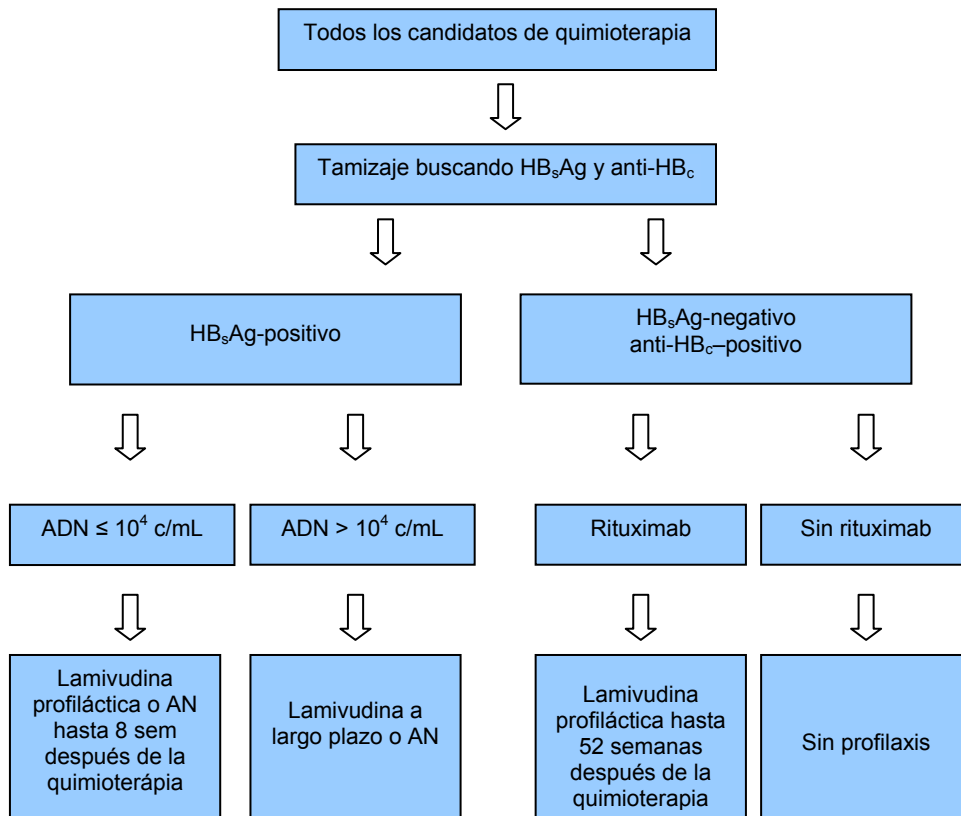 Todos los candidatos de quimioterapia
Tamizaje buscando HBsAg y anti-HBc
HBsAg-positivo
HBsAg-negativo
anti-HBc–positivo
ADN ≤ 10⁴ c/mL
ADN > 10⁴ c/mL
Rituximab
Sin rituximab
Lamivudina
profiláctica o AN
hasta 8 sem
después de la
quimioterápia
Lamivudina a
largo plazo o AN
Lamivudina
profiláctica hasta
52 semanas
después de la
quimioterapia
Sin profilaxis